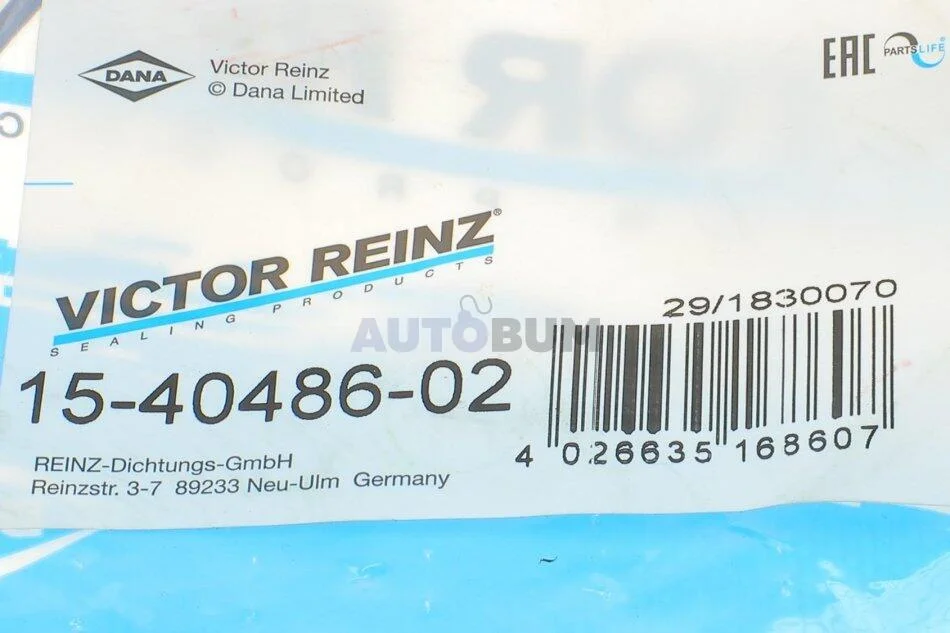 DANA
Victor Reinz
© Dana Limited
EAC
PARTSLIFE®
VICTOR REINZ®
SEALING PRODUCTS
AUTOBUM
29/1830070
15-40486-02
4 026635 168607
REINZ-Dichtungs-GmbH
Reinzstr. 3-7 89233 Neu-Ulm Germany